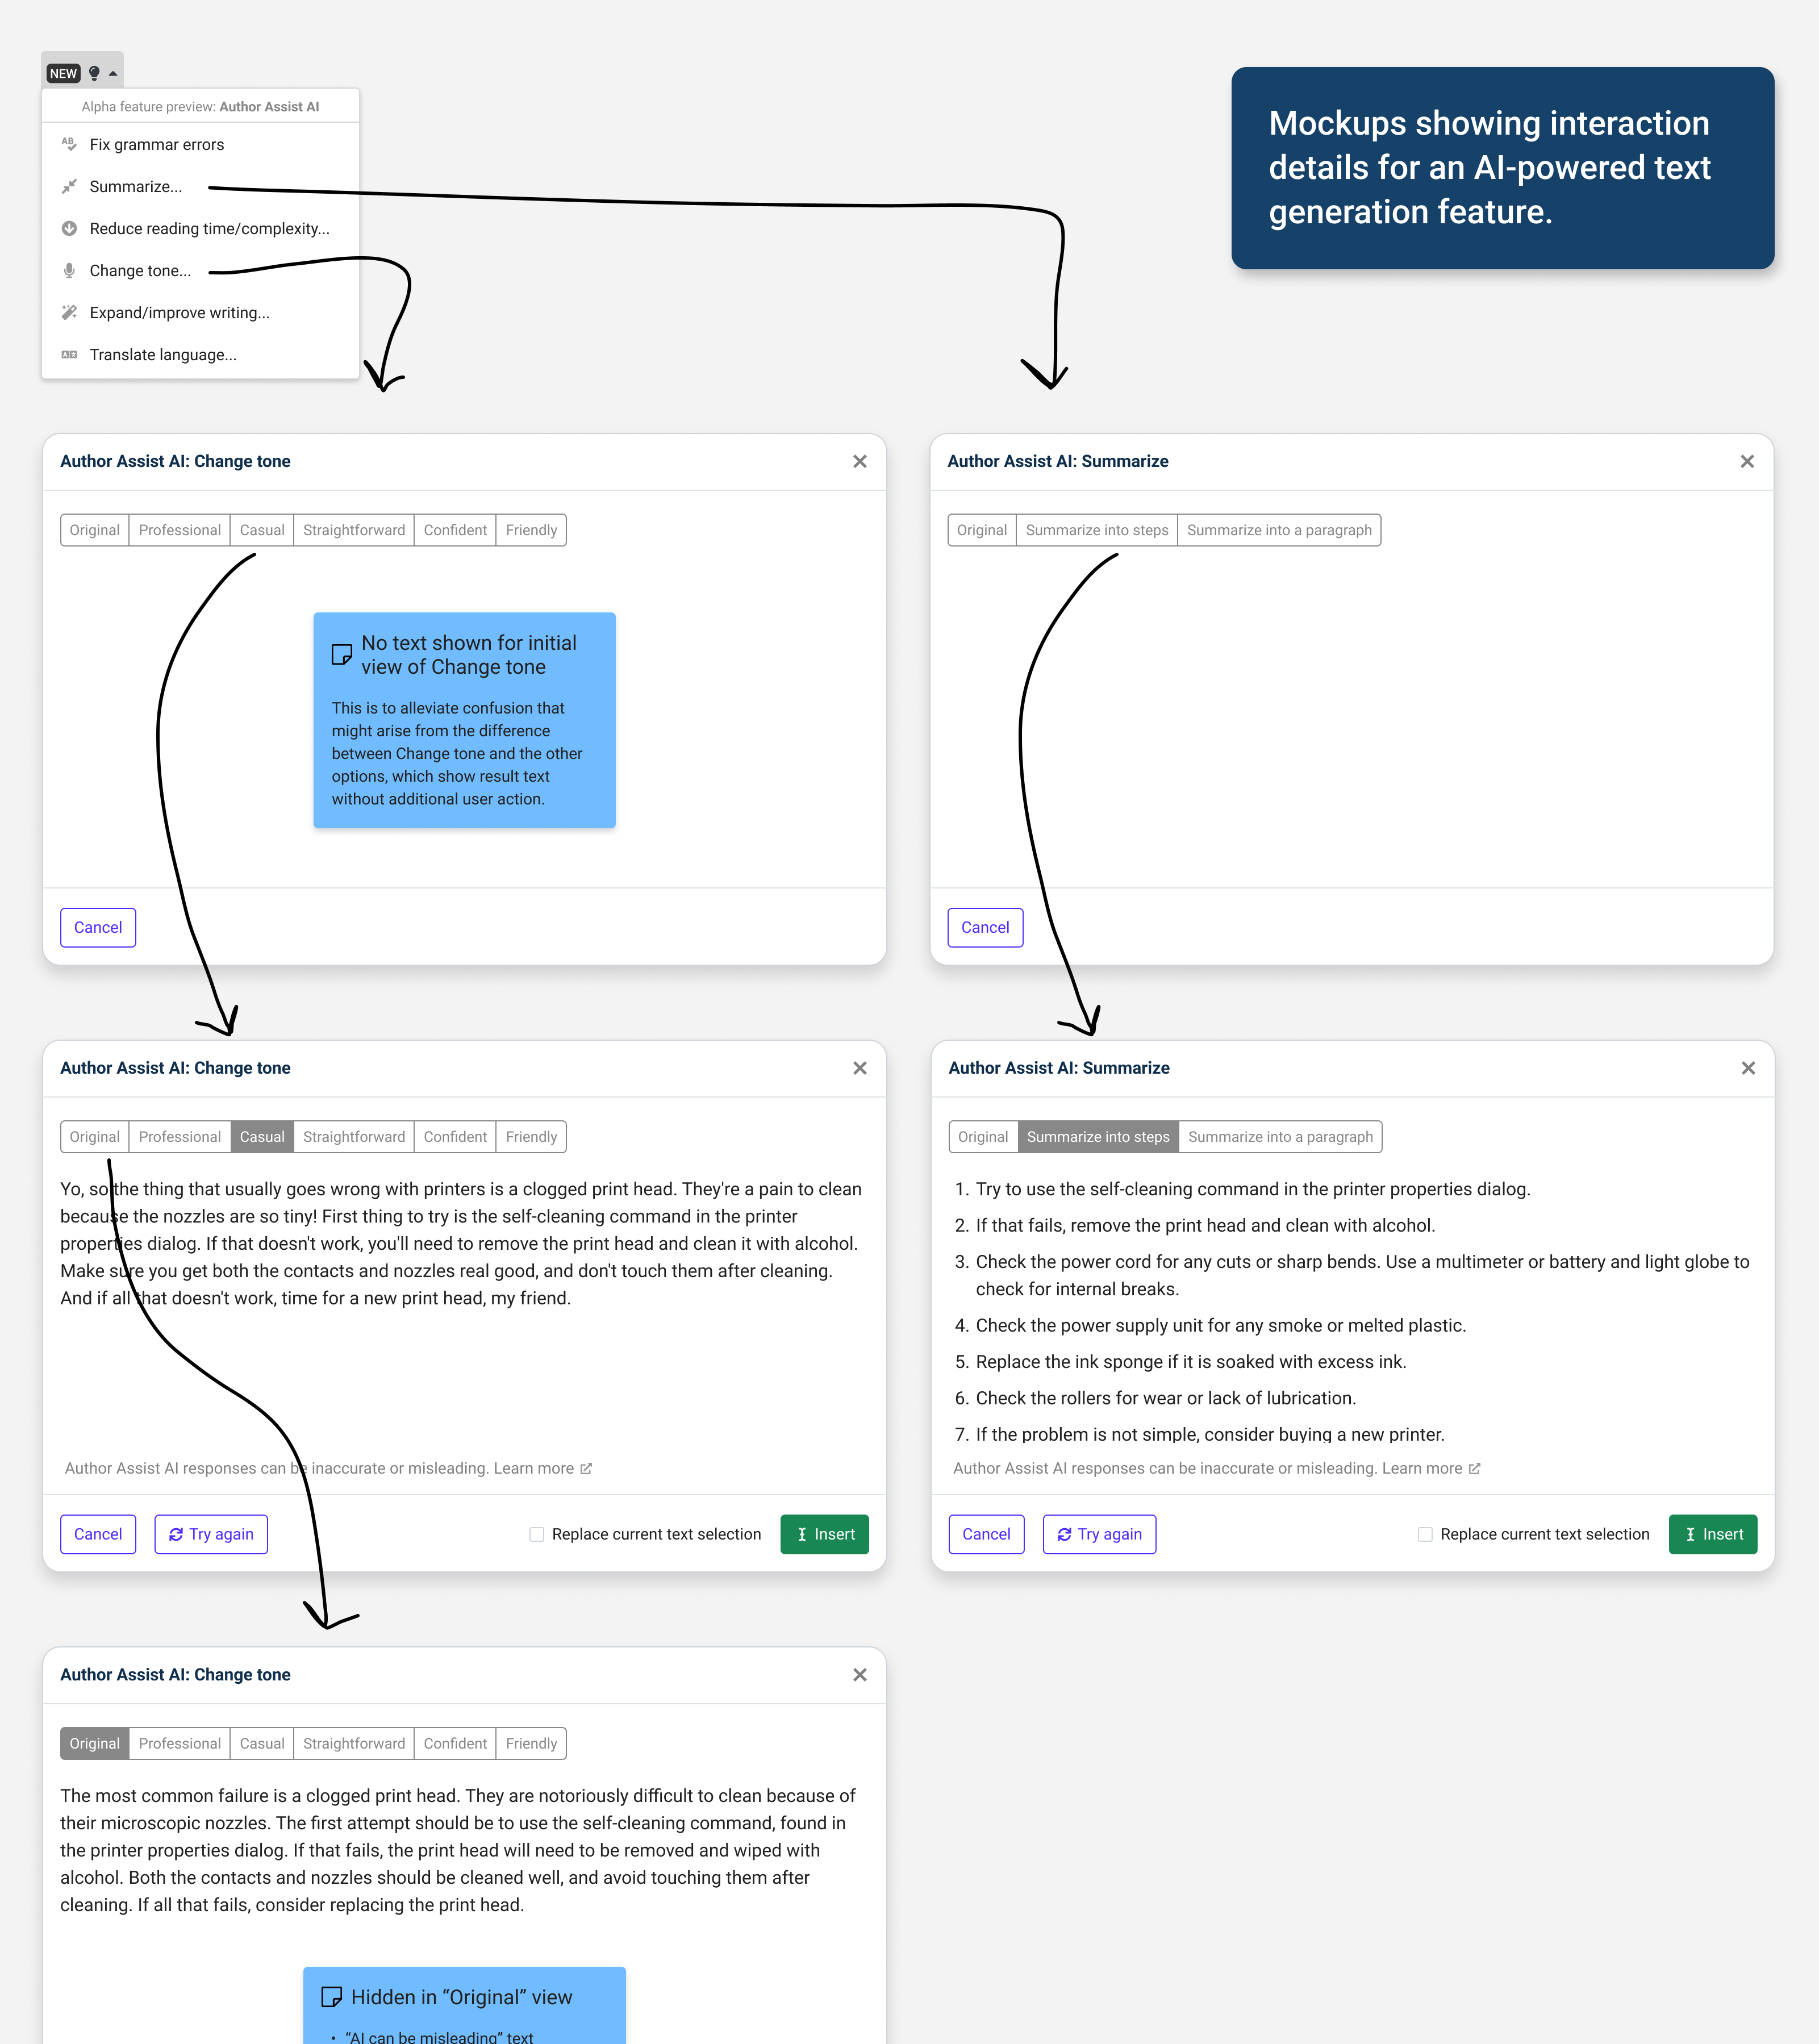 NEW
Alpha feature preview: Author Assist AI
Fix grammar errors
Summarize...
Reduce reading time/complexity...
Change tone...
Expand/improve writing...
Translate language...
Mockups showing interaction
details for an AI-powered text
generation feature.
Author Assist AI: Change tone
Original Professional Casual Straightforward Confident Friendly
No text shown for initial
view of Change tone
This is to alleviate confusion that
might arise from the difference
between Change tone and the other
options, which show result text
without additional user action.
Cancel
Author Assist AI: Summarize
Original Summarize into steps Summarize into a paragraph
Cancel
Author Assist AI: Change tone
Original Professional Casual Straightforward Confident Friendly
Yo, so the thing that usually goes wrong with printers is a clogged print head. They're a pain to clean
because the nozzles are so tiny! First thing to try is the self-cleaning command in the printer
properties dialog. If that doesn't work, you'll need to remove the print head and clean it with alcohol.
Make sure you get both the contacts and nozzles real good, and don't touch them after cleaning.
And if all that doesn't work, time for a new print head, my friend.
Author Assist AI responses can be inaccurate or misleading. Learn more
Cancel Try again Replace current text selection Insert
Author Assist AI: Summarize
Original Summarize into steps Summarize into a paragraph
1. Try to use the self-cleaning command in the printer properties dialog.
2. If that fails, remove the print head and clean with alcohol.
3. Check the power cord for any cuts or sharp bends. Use a multimeter or battery and light globe to
check for internal breaks.
4. Check the power supply unit for any smoke or melted plastic.
5. Replace the ink sponge if it is soaked with excess ink.
6. Check the rollers for wear or lack of lubrication.
7. If the problem is not simple, consider buying a new printer.
Author Assist AI responses can be inaccurate or misleading. Learn more
Cancel Try again Replace current text selection Insert
Author Assist AI: Change tone
Original Professional Casual Straightforward Confident Friendly
The most common failure is a clogged print head. They are notoriously difficult to clean because of
their microscopic nozzles. The first attempt should be to use the self-cleaning command, found in
the printer properties dialog. If that fails, the print head will need to be removed and wiped with
alcohol. Both the contacts and nozzles should be cleaned well, and avoid touching them after
cleaning. If all that fails, consider replacing the print head.
Hidden in “Original” view
• “AI can be misleading” text